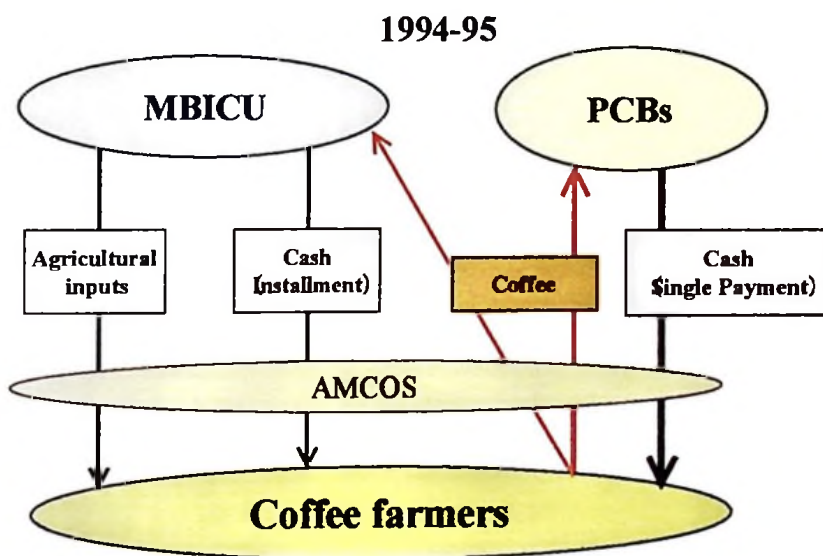 1994-95
MBICU
PCBs
Agricultural
inputs
Cash
(Installment)
Coffee
Cash
(Single Payment)
AMCOS
Coffee farmers